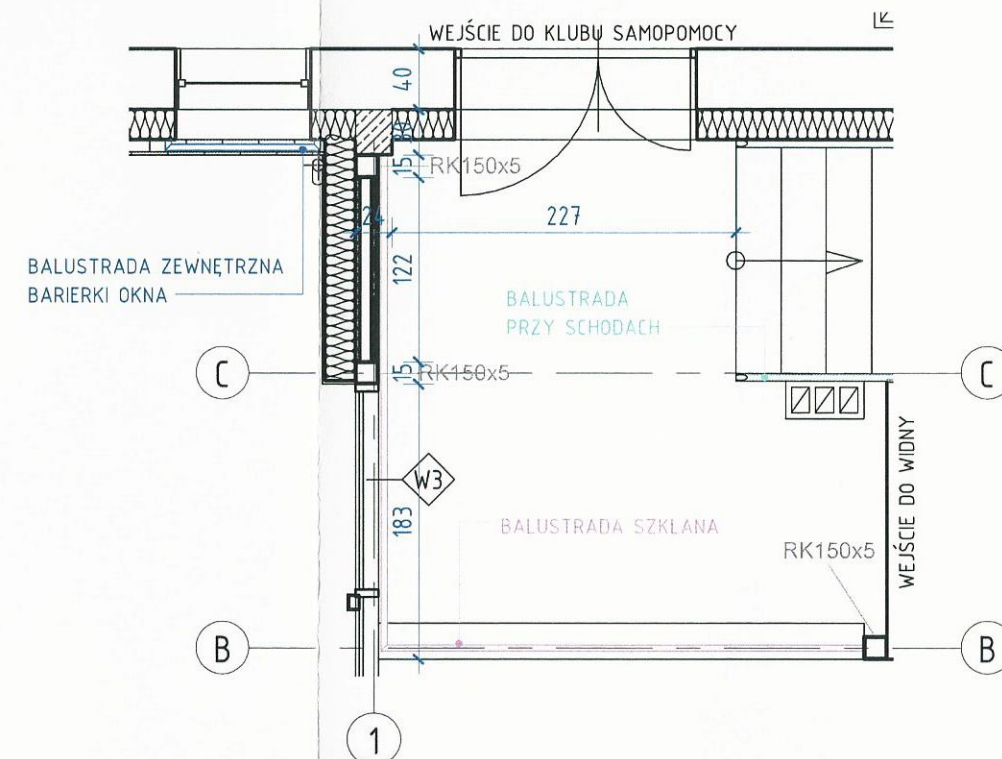 WEJŚCIE DO KLUBU SAMOPOMOCY
40
30
15
RK150x5
24
227
122
BALUSTRADA ZEWNĘTRZNA
BARIERKI OKNA
BALUSTRADA
PRZY SCHODACH
C
15
RK150x5
C
W3
183
BALUSTRADA SZKLANA
RK150x5
WEJŚCIE DO WIDNY
B
B
1